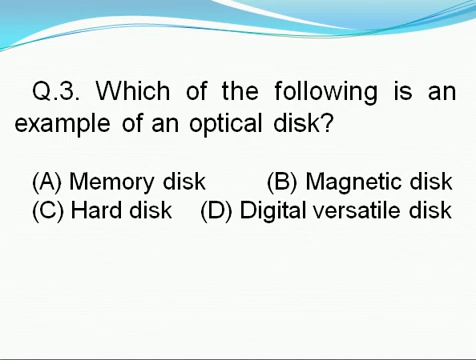 Q.3. Which of the following is an
example of an optical disk?
(A) Memory disk (B) Magnetic disk
(C) Hard disk (D) Digital versatile disk